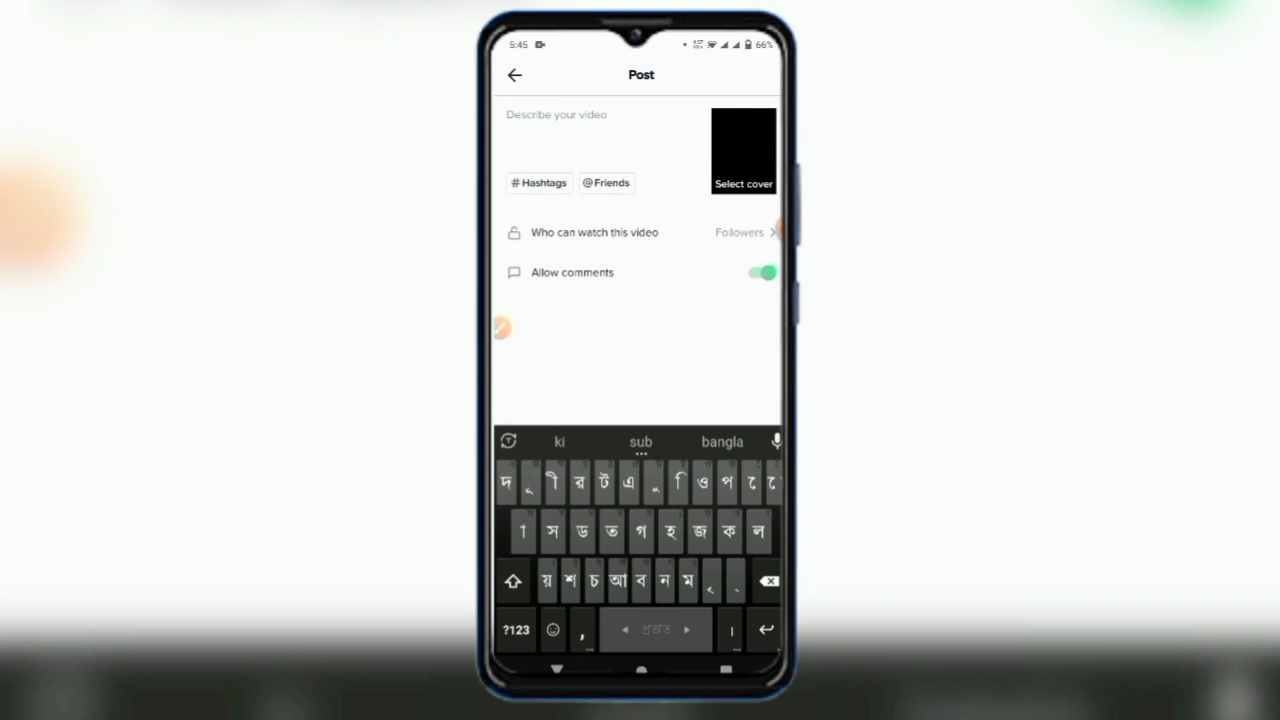 5:45
66%
Post
Describe your video
Select cover
#Hashtags
@Friends
Who can watch this video
Followers
Allow comments
ki sub bangla
দ ূ ী র ট এ ু ি ও প ে
া স ড ত গ হ জ ক ল
য় শ চ আ ব ন ম
?123 , প্রভাত ।